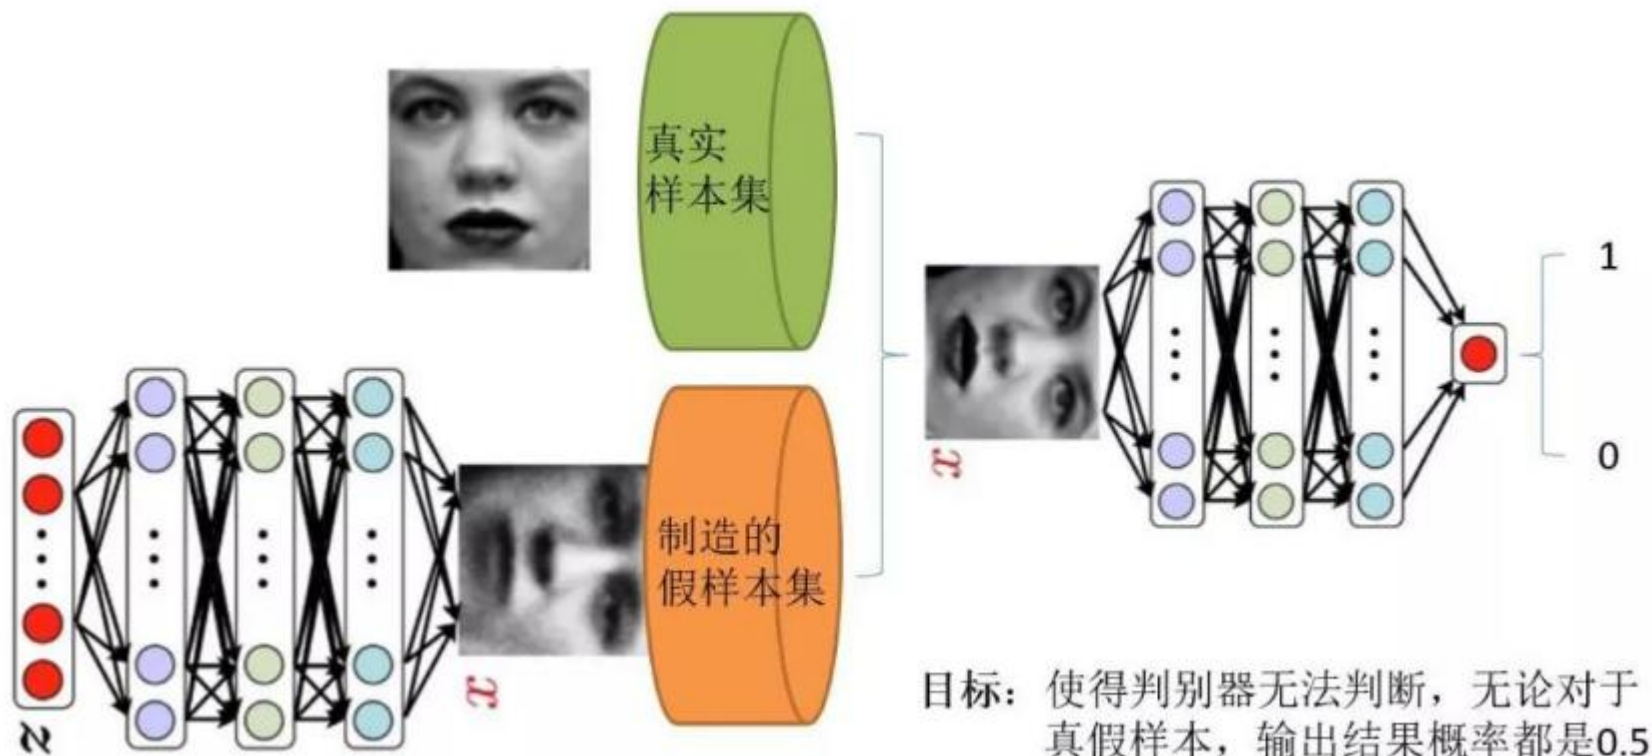 真实
样本集
1
x
0
制造的
假样本集
x
z
目标：使得判别器无法判断，无论对于
真假样本，输出结果概率都是0.5